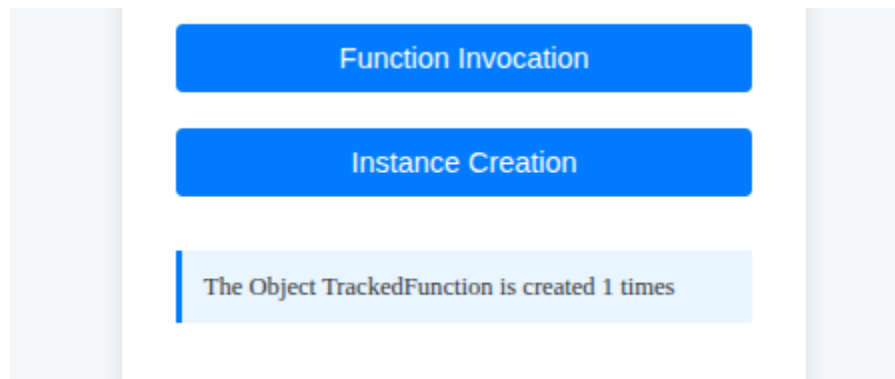 Function Invocation
Instance Creation
The Object TrackedFunction is created 1 times